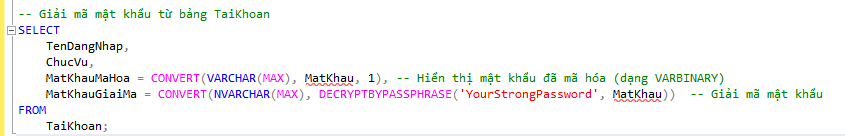 -- Giải mã mật khẩu từ bảng TaiKhoan
SELECT
TenDangNhap,
ChucVu,
MatKhauMaHoa = CONVERT(VARCHAR(MAX), MatKhau, 1), -- Hiển thị mật khẩu đã mã hóa (dạng VARBINARY)
MatKhauGiaiMa = CONVERT(NVARCHAR(MAX), DECRYPTBYPASSPHRASE('YourStrongPassword', MatKhau)) -- Giải mã mật khẩu
FROM
TaiKhoan;